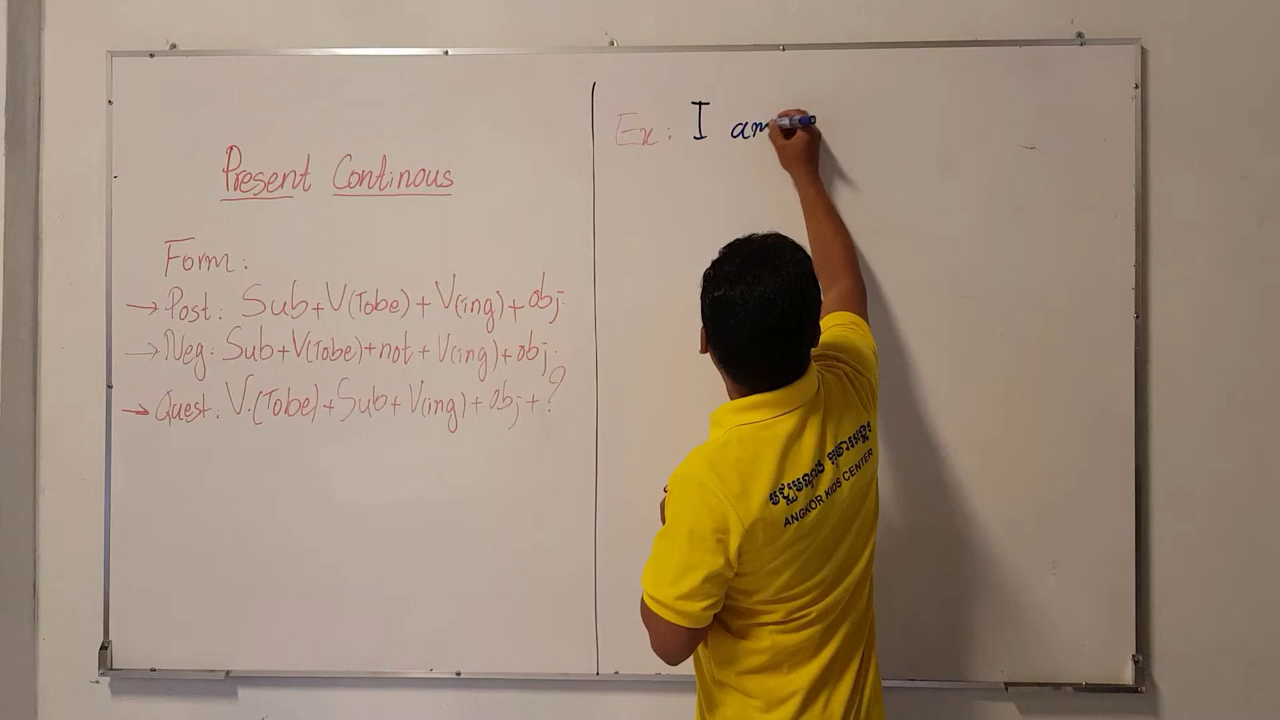 Present Continous
Form:
→ Post: Sub+V(Tobe)+V(ing)+obj.
→ Neg: Sub+V(Tobe)+not+V(ing)+obj.
→ Quest: V.(Tobe)+Sub+V(ing)+obj+?
Ex: I am
ANGKOR KIDS CENTER